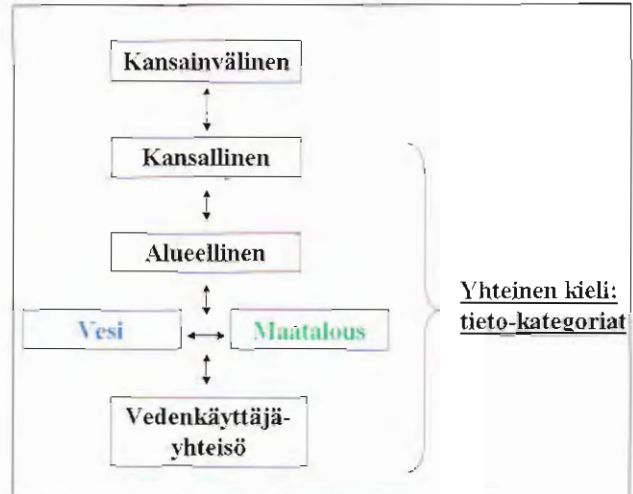 Kansainvälinen
Kansallinen
Alueellinen
Vesi
Maatalous
Yhteinen kieli:
tieto-kategoriat
Vedenkäyttäjä-
yhteisö